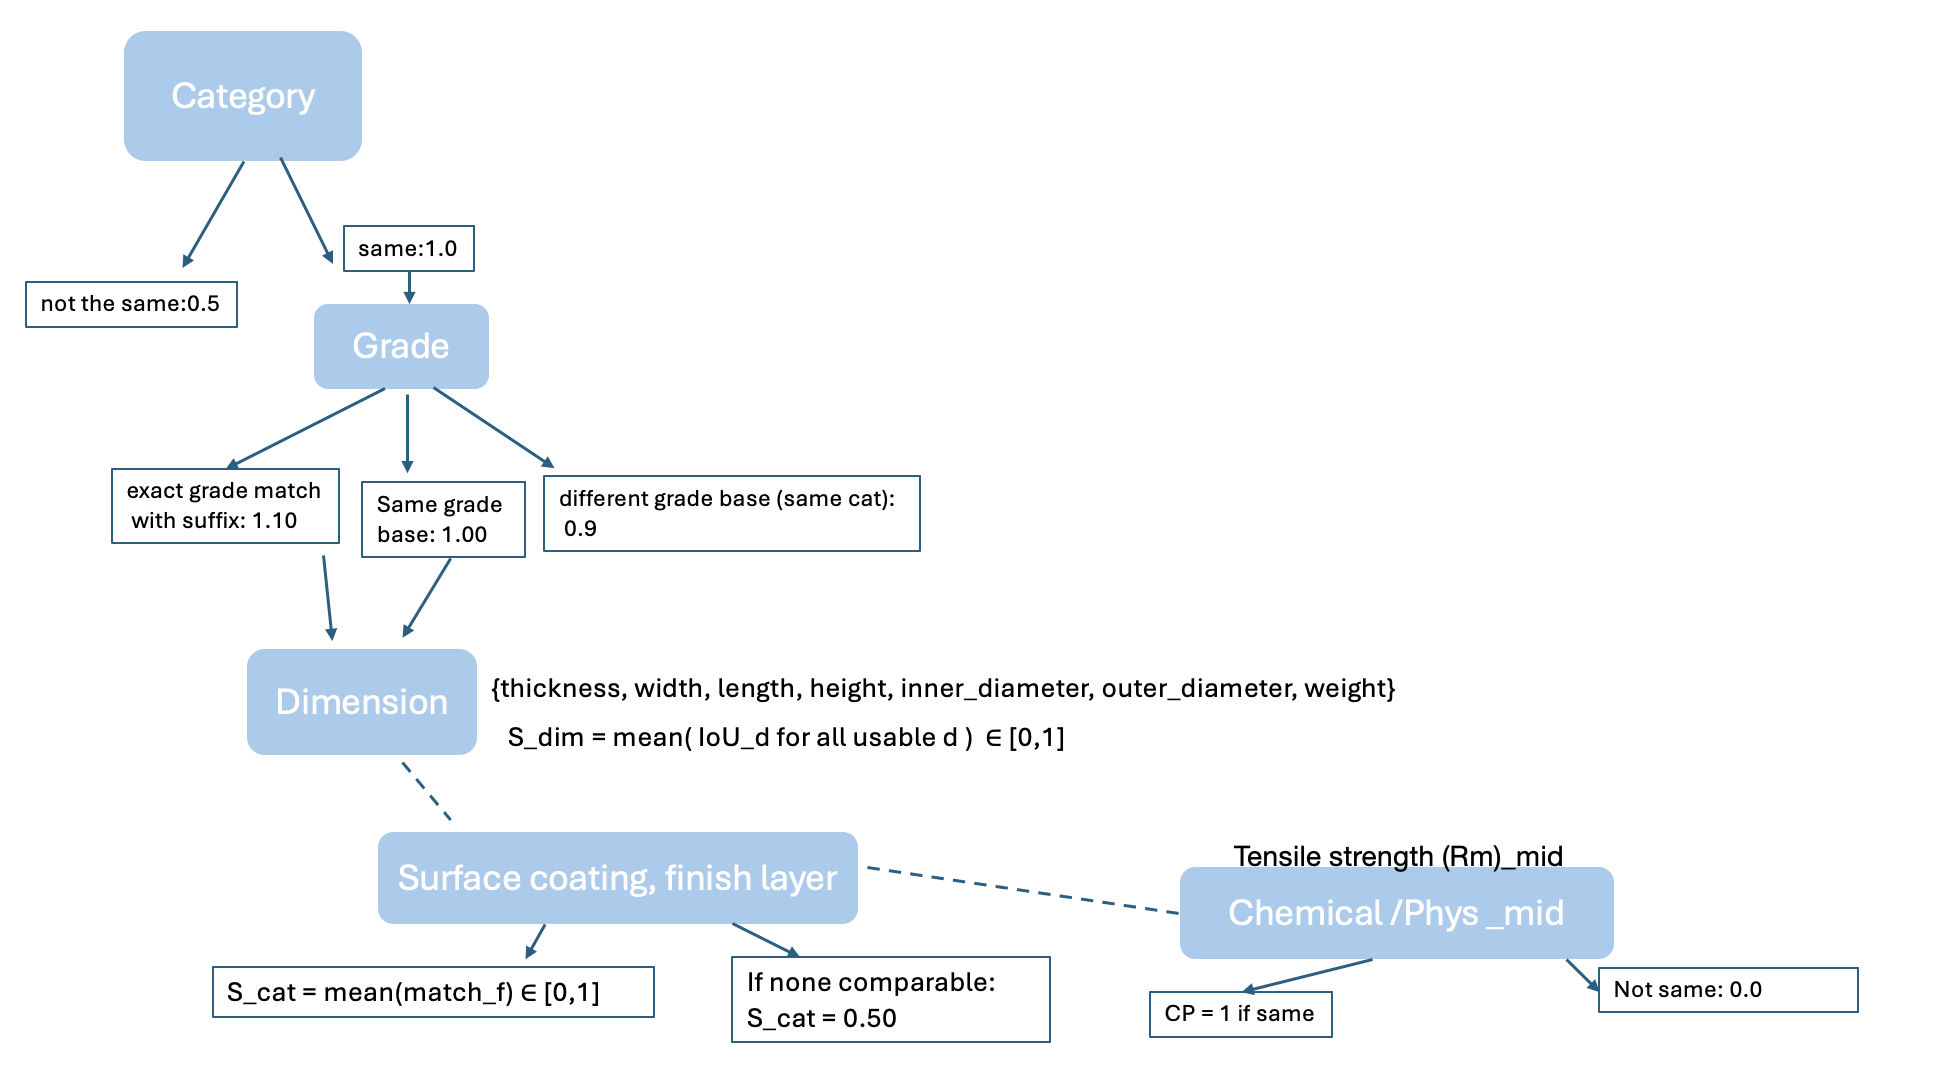 Category
same:1.0
not the same:0.5
Grade
exact grade match
with suffix: 1.10
Same grade
base: 1.00
different grade base (same cat):
0.9
Dimension
{thickness, width, length, height, inner_diameter, outer_diameter, weight}
S_dim = mean( IoU_d for all usable d ) ∈ [0,1]
Surface coating, finish layer
Tensile strength (Rm)_mid
Chemical /Phys _mid
S_cat = mean(match_f) ∈ [0,1]
If none comparable:
S_cat = 0.50
CP = 1 if same
Not same: 0.0